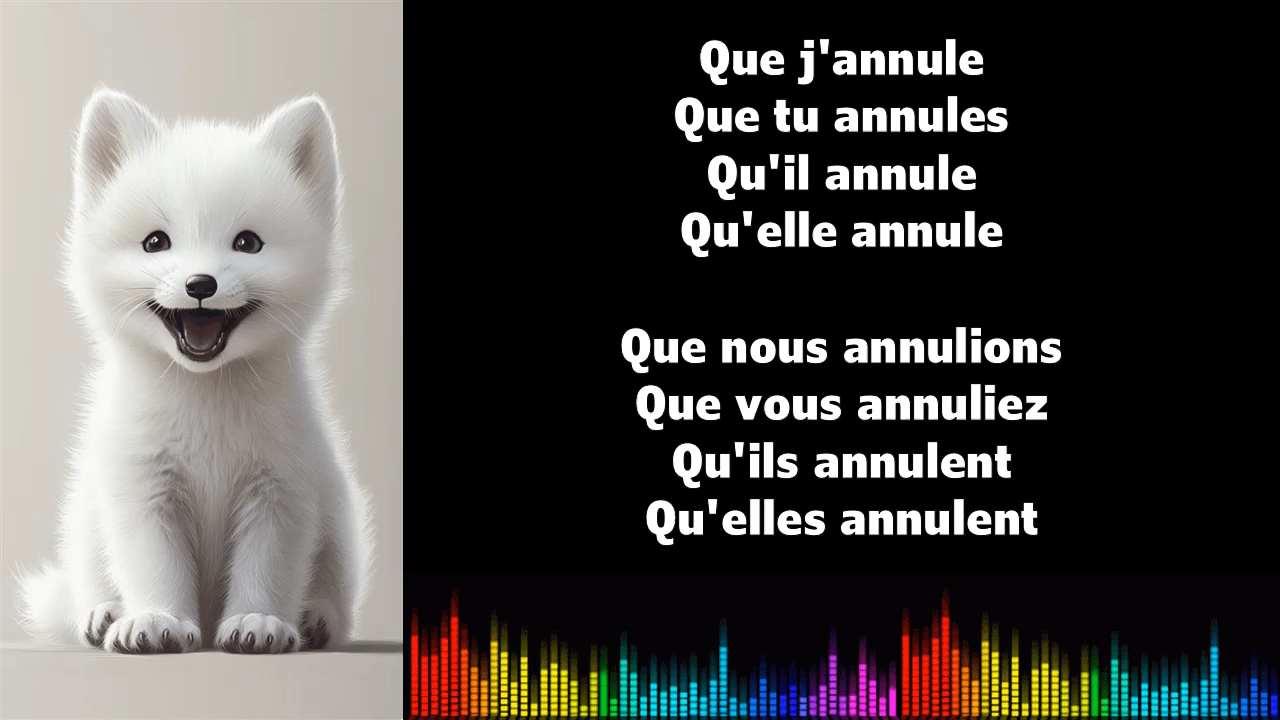 Que j'annule
Que tu annules
Qu'il annule
Qu'elle annule
Que nous annulions
Que vous annuliez
Qu'ils annulent
Qu'elles annulent